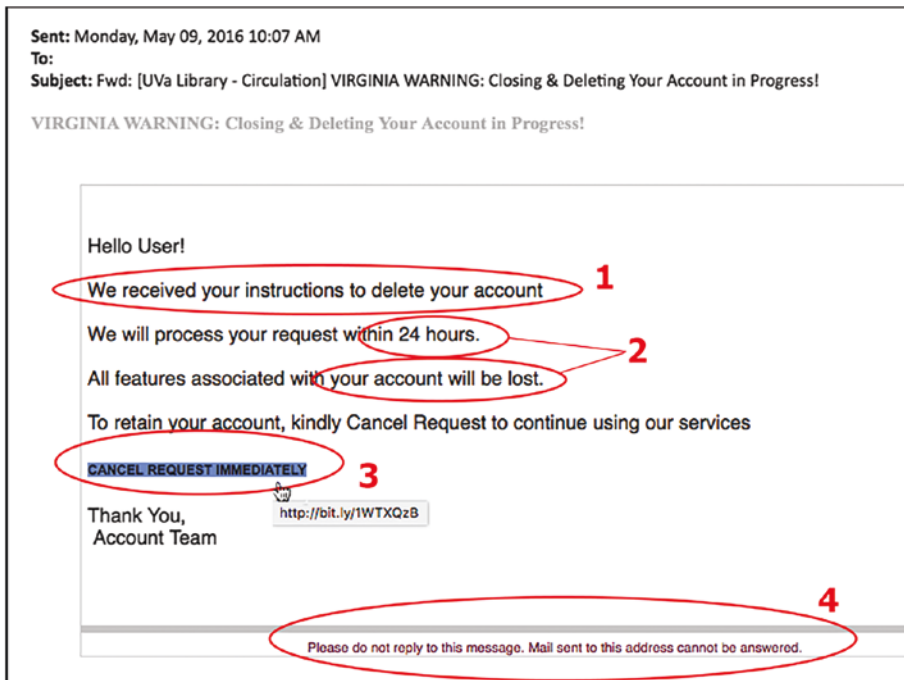 Sent: Monday, May 09, 2016 10:07 AM
To:
Subject: Fwd: [UVa Library - Circulation] VIRGINIA WARNING: Closing & Deleting Your Account in Progress!
VIRGINIA WARNING: Closing & Deleting Your Account in Progress!
Hello User!
We received your instructions to delete your account 1
We will process your request within 24 hours. 2
All features associated with your account will be lost.
To retain your account, kindly Cancel Request to continue using our services
CANCEL REQUEST IMMEDIATELY 3
http://bit.ly/1WTXQzB
Thank You,
Account Team
4
Please do not reply to this message. Mail sent to this address cannot be answered.